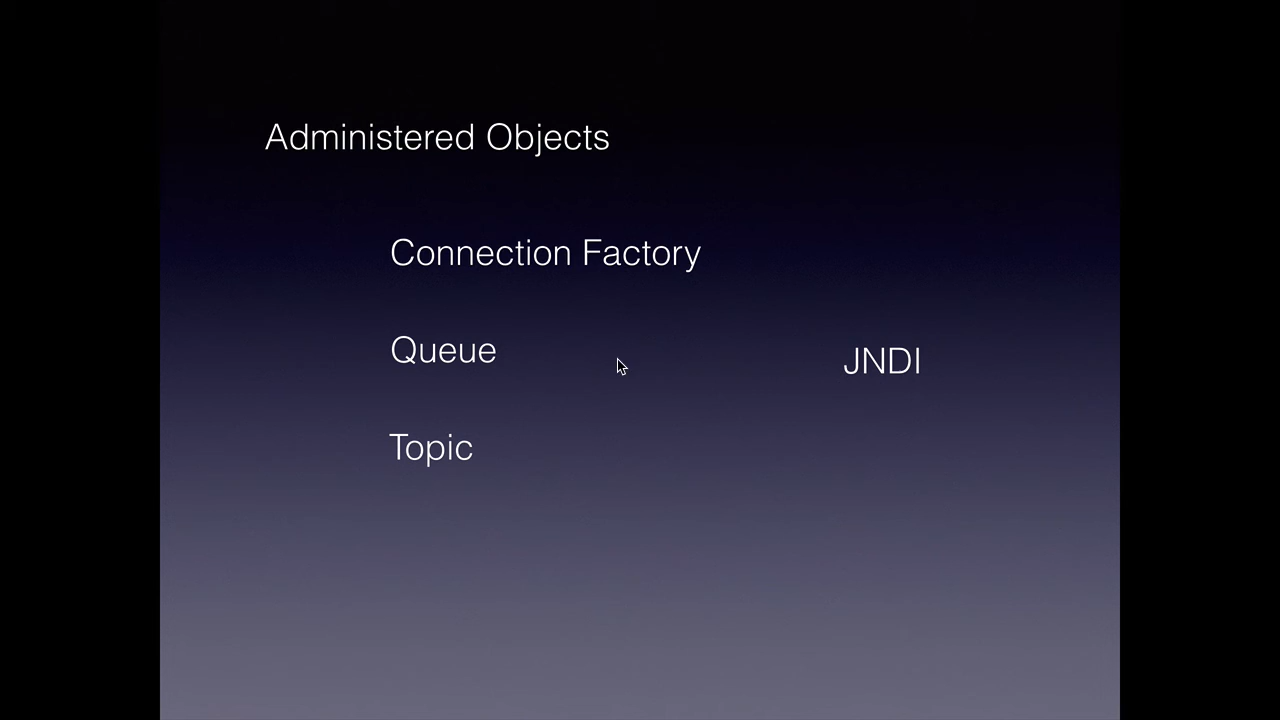 Administered Objects
Connection Factory
Queue
JNDI
Topic